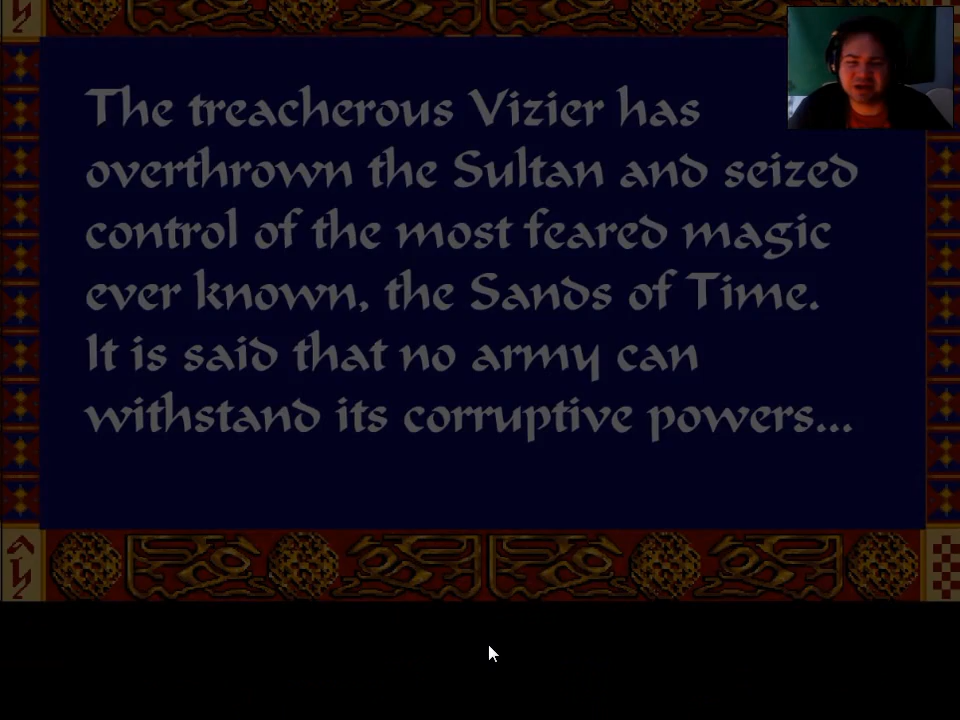 The treacherous Vizier has
overthrown the Sultan and seized
control of the most feared magic
ever known, the Sands of Time.
It is said that no army can
withstand its corruptive powers...